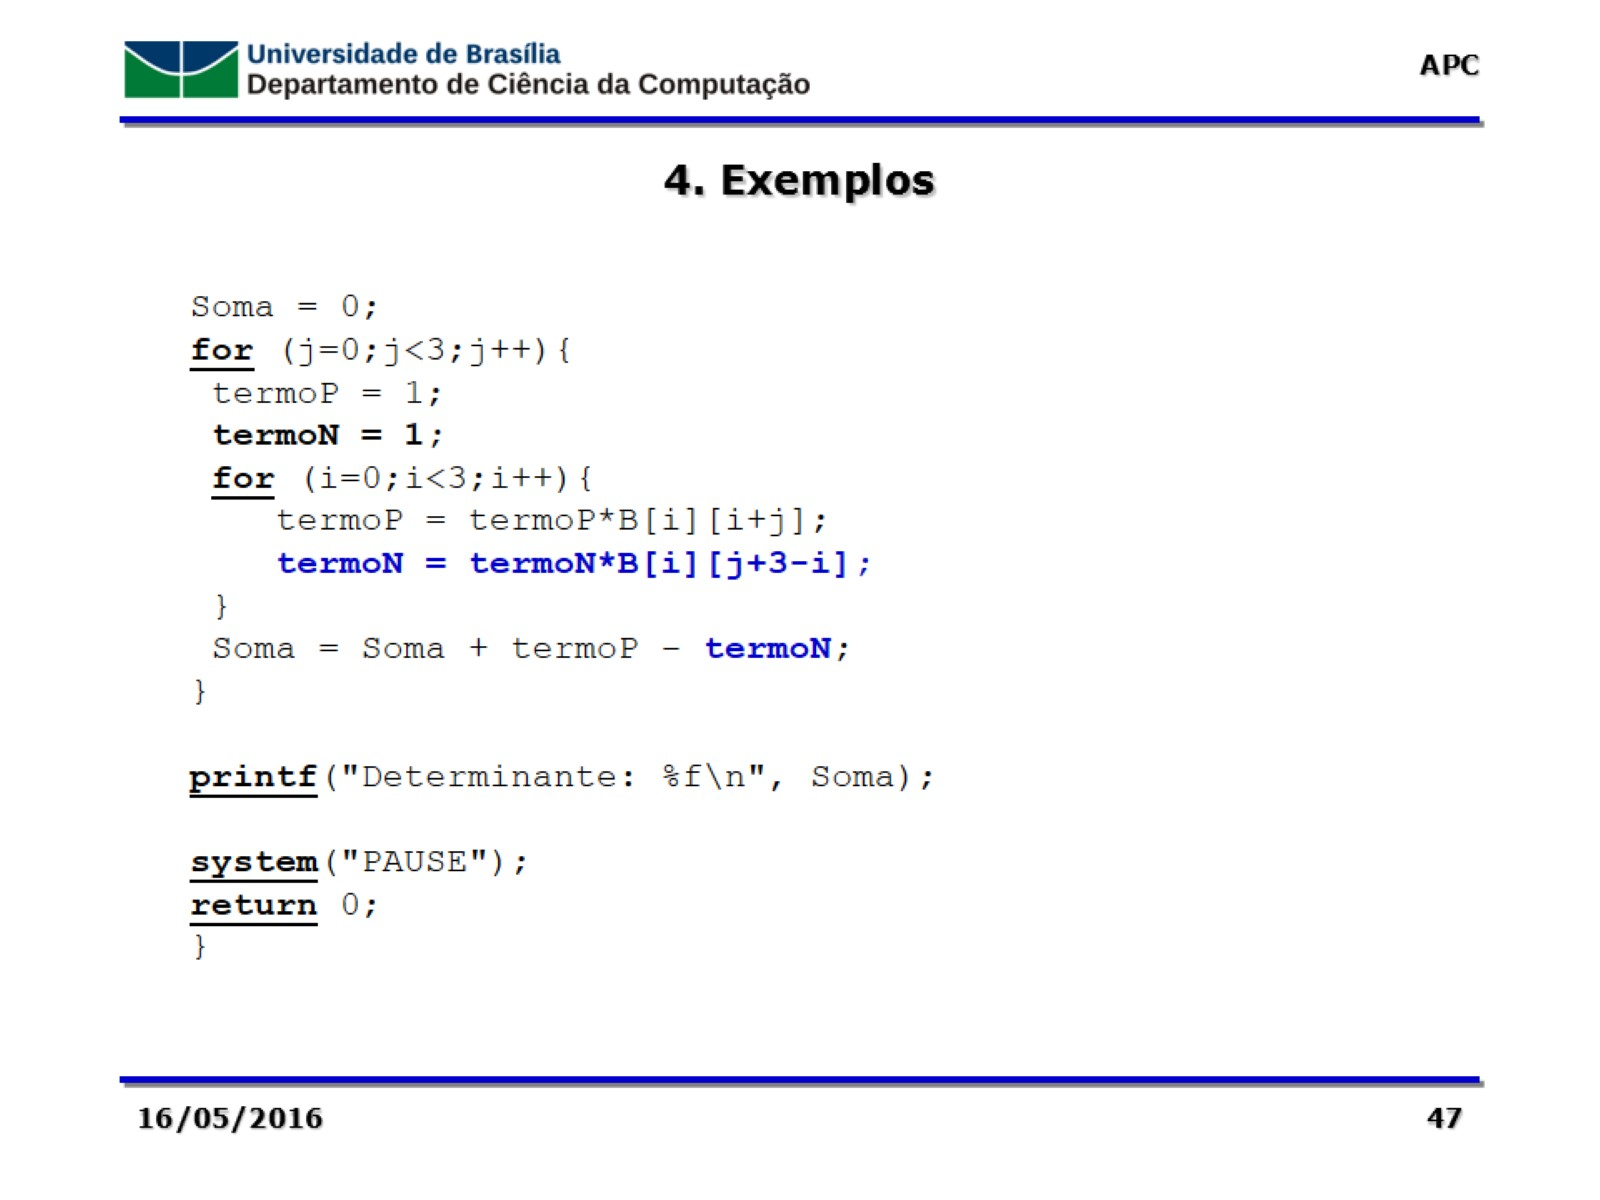 Universidade de Brasília
Departamento de Ciência da Computação
APC
4. Exemplos
Soma = 0;
for (j=0;j<3;j++){
termoP = 1;
termoN = 1;
for (i=0;i<3;i++){
termoP = termoP*B[i][i+j];
termoN = termoN*B[i][j+3-i];
}
Soma = Soma + termoP - termoN;
}
printf("Determinante: %f\n", Soma);
system("PAUSE");
return 0;
}
16/05/2016
47